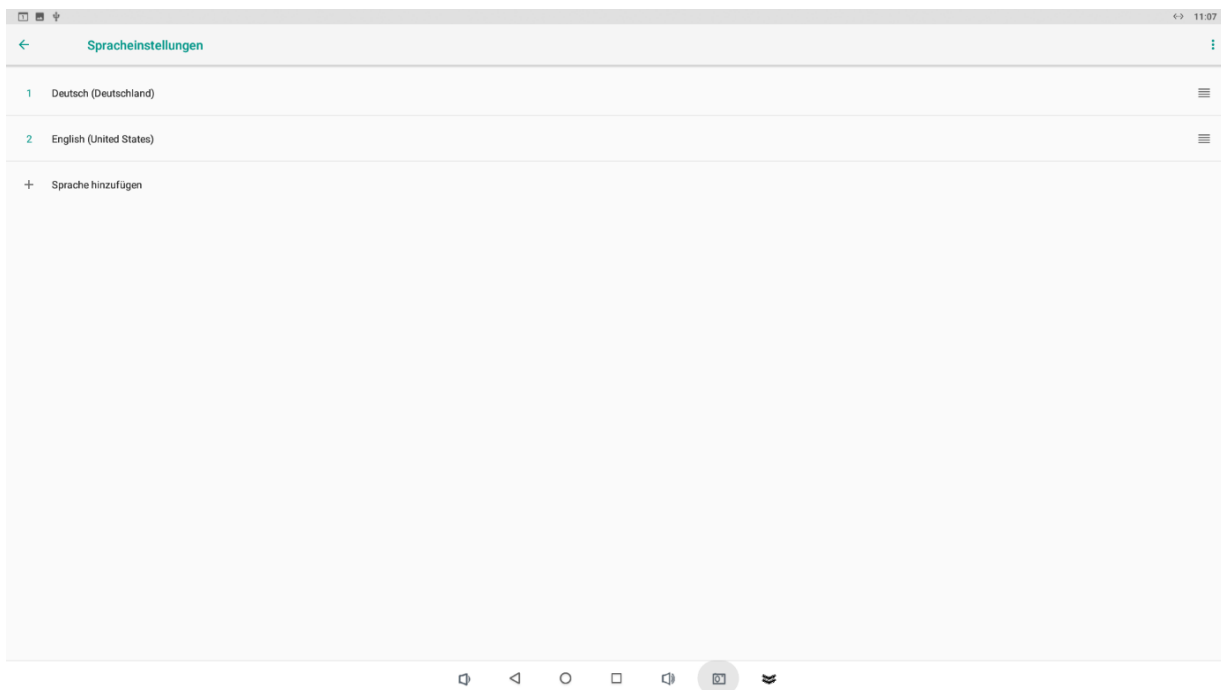 11:07
Spracheinstellungen
1 Deutsch (Deutschland)
2 English (United States)
+ Sprache hinzufügen